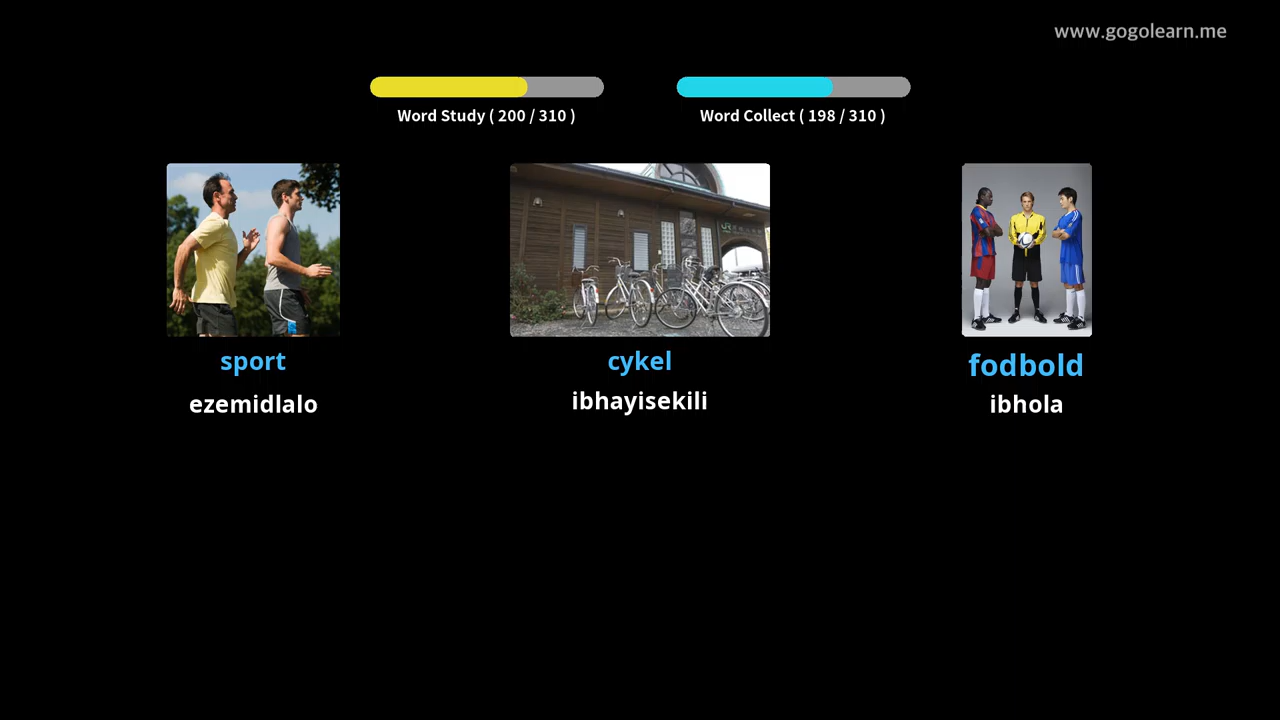 www.gogolearn.me
Word Study ( 200 / 310 )
Word Collect ( 198 / 310 )
sport
cykel
fodbold
ezemidlalo
ibhayisekili
ibhola